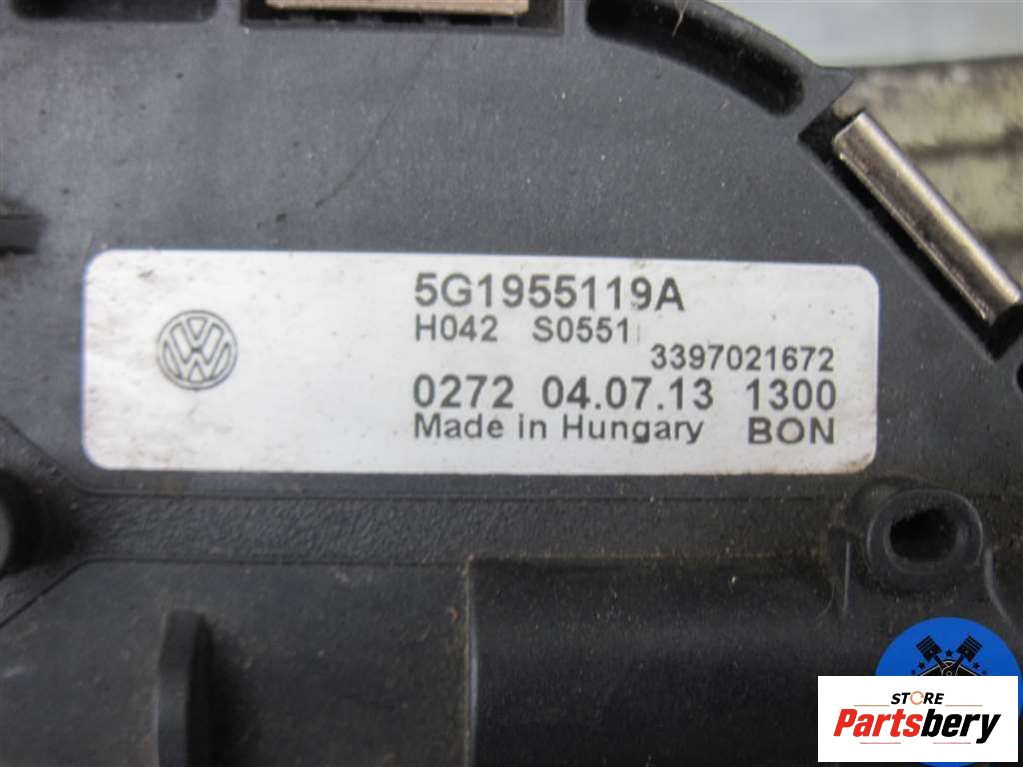 5G1955119A
H042 S0551
3397021672
0272 04.07.13 1300
Made in Hungary BON
STORE
Partsbery